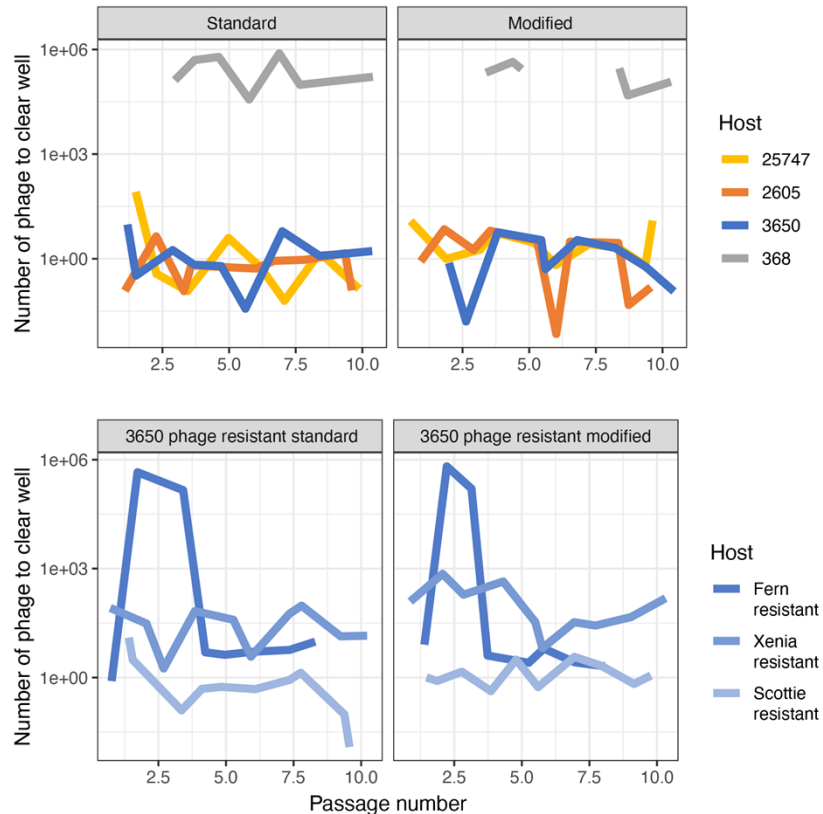 Standard
Modified
Number of phage to clear well
1e+06
1e+03
1e+00
2.5
5.0
7.5
10.0
2.5
5.0
7.5
10.0
Host
25747
2605
3650
368
3650 phage resistant standard
3650 phage resistant modified
Number of phage to clear well
1e+06
1e+03
1e+00
2.5
5.0
7.5
10.0
2.5
5.0
7.5
10.0
Passage number
Host
Fern
resistant
Xenia
resistant
Scottie
resistant